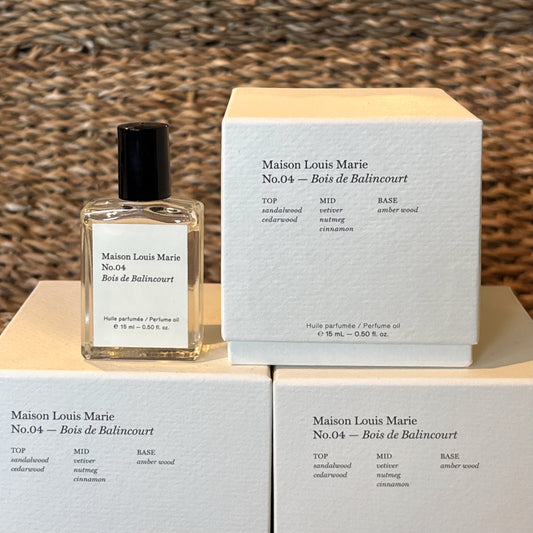 Maison Louis Marie
No.04
Bois de Balincourt
Huile parfumée / Perfume oil
℮ 15 ml — 0.50 fl. oz.
Maison Louis Marie
No.04 — Bois de Balincourt
TOP MID BASE
sandalwood vetiver amber wood
cedarwood nutmeg
cinnamon
Huile parfumée / Perfume oil
℮ 15 mL — 0.50 fl. oz.
Maison Louis Marie
No.04 — Bois de Balincourt
TOP MID BASE
sandalwood vetiver amber wood
cedarwood nutmeg
cinnamon
Maison Louis Marie
No.04 — Bois de Balincourt
TOP MID BASE
sandalwood vetiver amber wood
cedarwood nutmeg
cinnamon